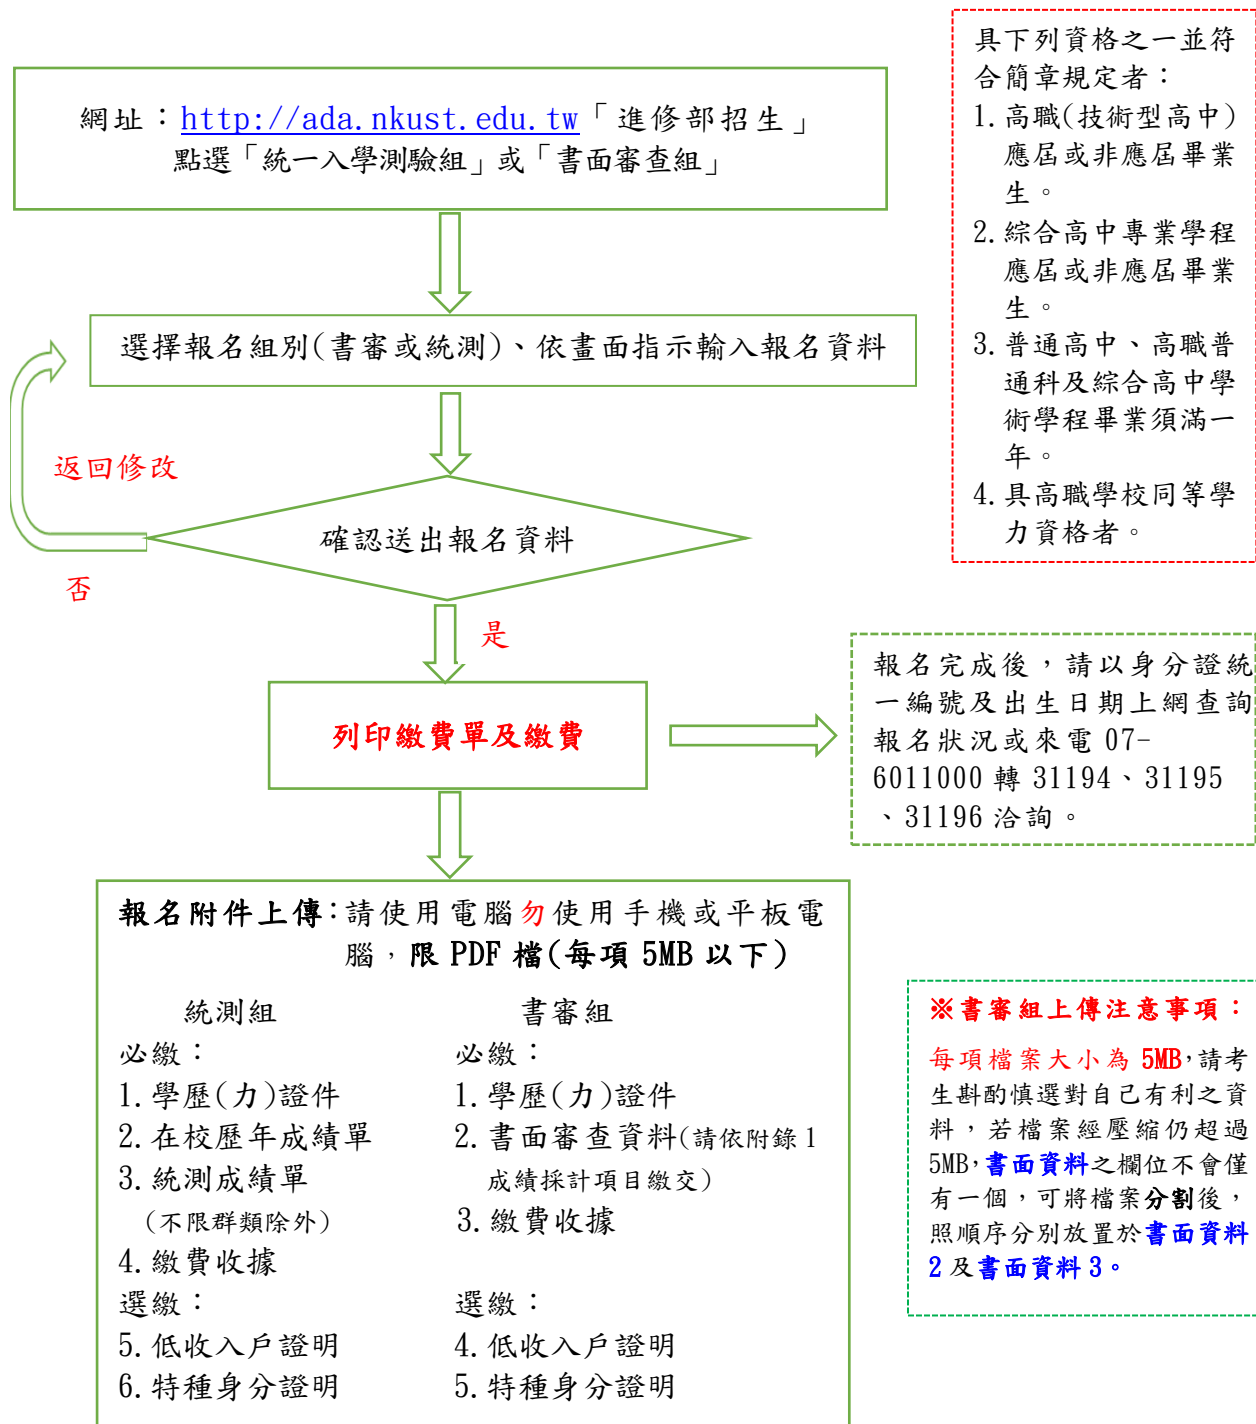 網址：http://ada.nkust.edu.tw「進修部招生」
點選「統一入學測驗組」或「書面審查組」
選擇報名組別(書審或統測)、依畫面指示輸入報名資料
返回修改
確認送出報名資料
否
是
列印繳費單及繳費
具下列資格之一並符
合簡章規定者：
1.高職(技術型高中)
應屆或非應屆畢業
生。
2.綜合高中專業學程
應屆或非應屆畢業
生。
3.普通高中、高職普
通科及綜合高中學
術學程畢業須滿一
年。
4.具高職學校同等學
力資格者。
報名完成後，請以身分證統
一編號及出生日期上網查詢
報名狀況或來電 07-
6011000 轉 31194、31195
、31196 洽詢。
報名附件上傳：請使用電腦勿使用手機或平板電
腦，限 PDF 檔(每項 5MB 以下)
統測組
必繳：
1.學歷(力)證件
2.在校歷年成績單
3.統測成績單
(不限群類除外)
4.繳費收據
選繳：
5.低收入戶證明
6.特種身分證明
書審組
必繳：
1.學歷(力)證件
2.書面審查資料(請依附錄 1
成績採計項目繳交)
3.繳費收據
選繳：
4.低收入戶證明
5.特種身分證明
※書審組上傳注意事項：
每項檔案大小為 5MB，請考
生斟酌慎選對自己有利之資
料，若檔案經壓縮仍超過
5MB，書面資料之欄位不會僅
有一個，可將檔案分割後，
照順序分別放置於書面資料
2 及書面資料 3。